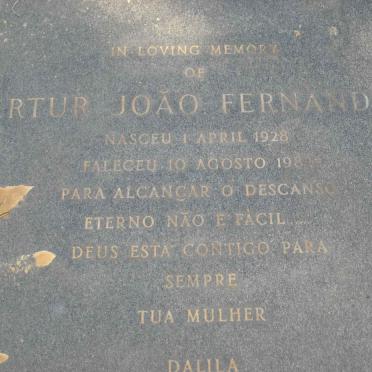 IN LOVING MEMORY
OF
RTUR JOÃO FERNAND
NASCEU 1 APRIL 1928
FALECEU 10 AGOSTO
PARA ALCANÇAR O DESCANSO
ETERNO NÃO E FÁCIL ....
DEUS ESTÁ CONTIGO PARA
SEMPRE
TUA MULHER
DALILA